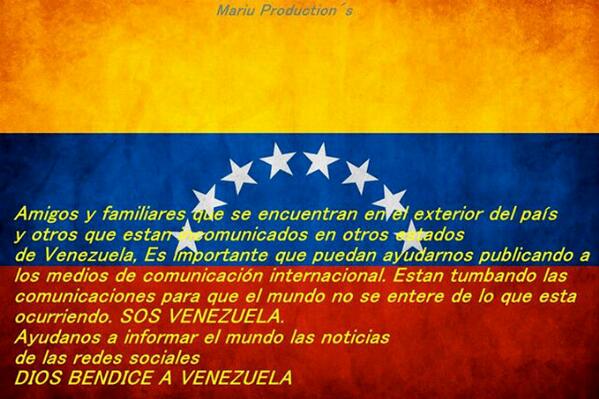 Mariu Production´s
Amigos y familiares que se encuentran en el exterior del país
y otros que estan incomunicados en otros estados
de Venezuela, Es importante que puedan ayudarnos publicando a
los medios de comunicación internacional. Estan tumbando las
comunicaciones para que el mundo no se entere de lo que esta
ocurriendo. SOS VENEZUELA.
Ayudanos a informar el mundo las noticias
de las redes sociales
DIOS BENDICE A VENEZUELA